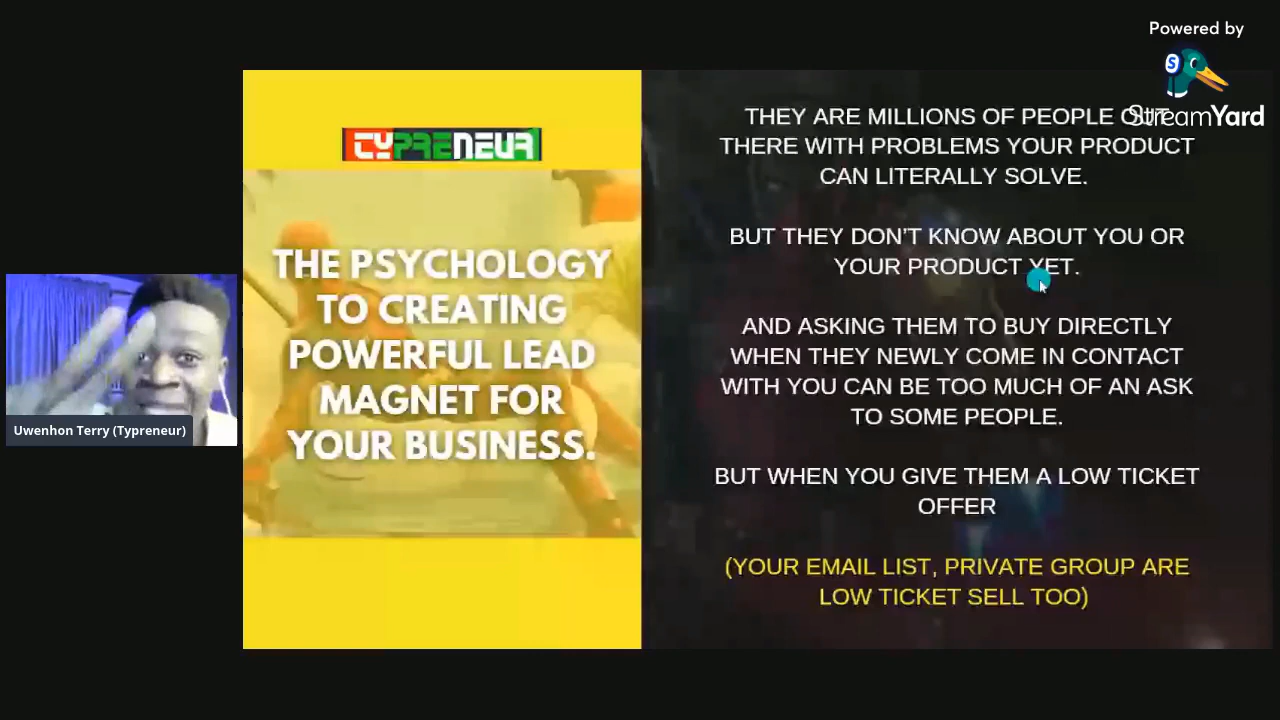 Powered by
StreamYard
TYPRENEUR
THE PSYCHOLOGY
TO CREATING
POWERFUL LEAD
MAGNET FOR
YOUR BUSINESS.
THEY ARE MILLIONS OF PEOPLE OUT
THERE WITH PROBLEMS YOUR PRODUCT
CAN LITERALLY SOLVE.
BUT THEY DON'T KNOW ABOUT YOU OR
YOUR PRODUCT YET.
AND ASKING THEM TO BUY DIRECTLY
WHEN THEY NEWLY COME IN CONTACT
WITH YOU CAN BE TOO MUCH OF AN ASK
TO SOME PEOPLE.
BUT WHEN YOU GIVE THEM A LOW TICKET
OFFER
(YOUR EMAIL LIST, PRIVATE GROUP ARE
LOW TICKET SELL TOO)
Uwenhon Terry (Typreneur)